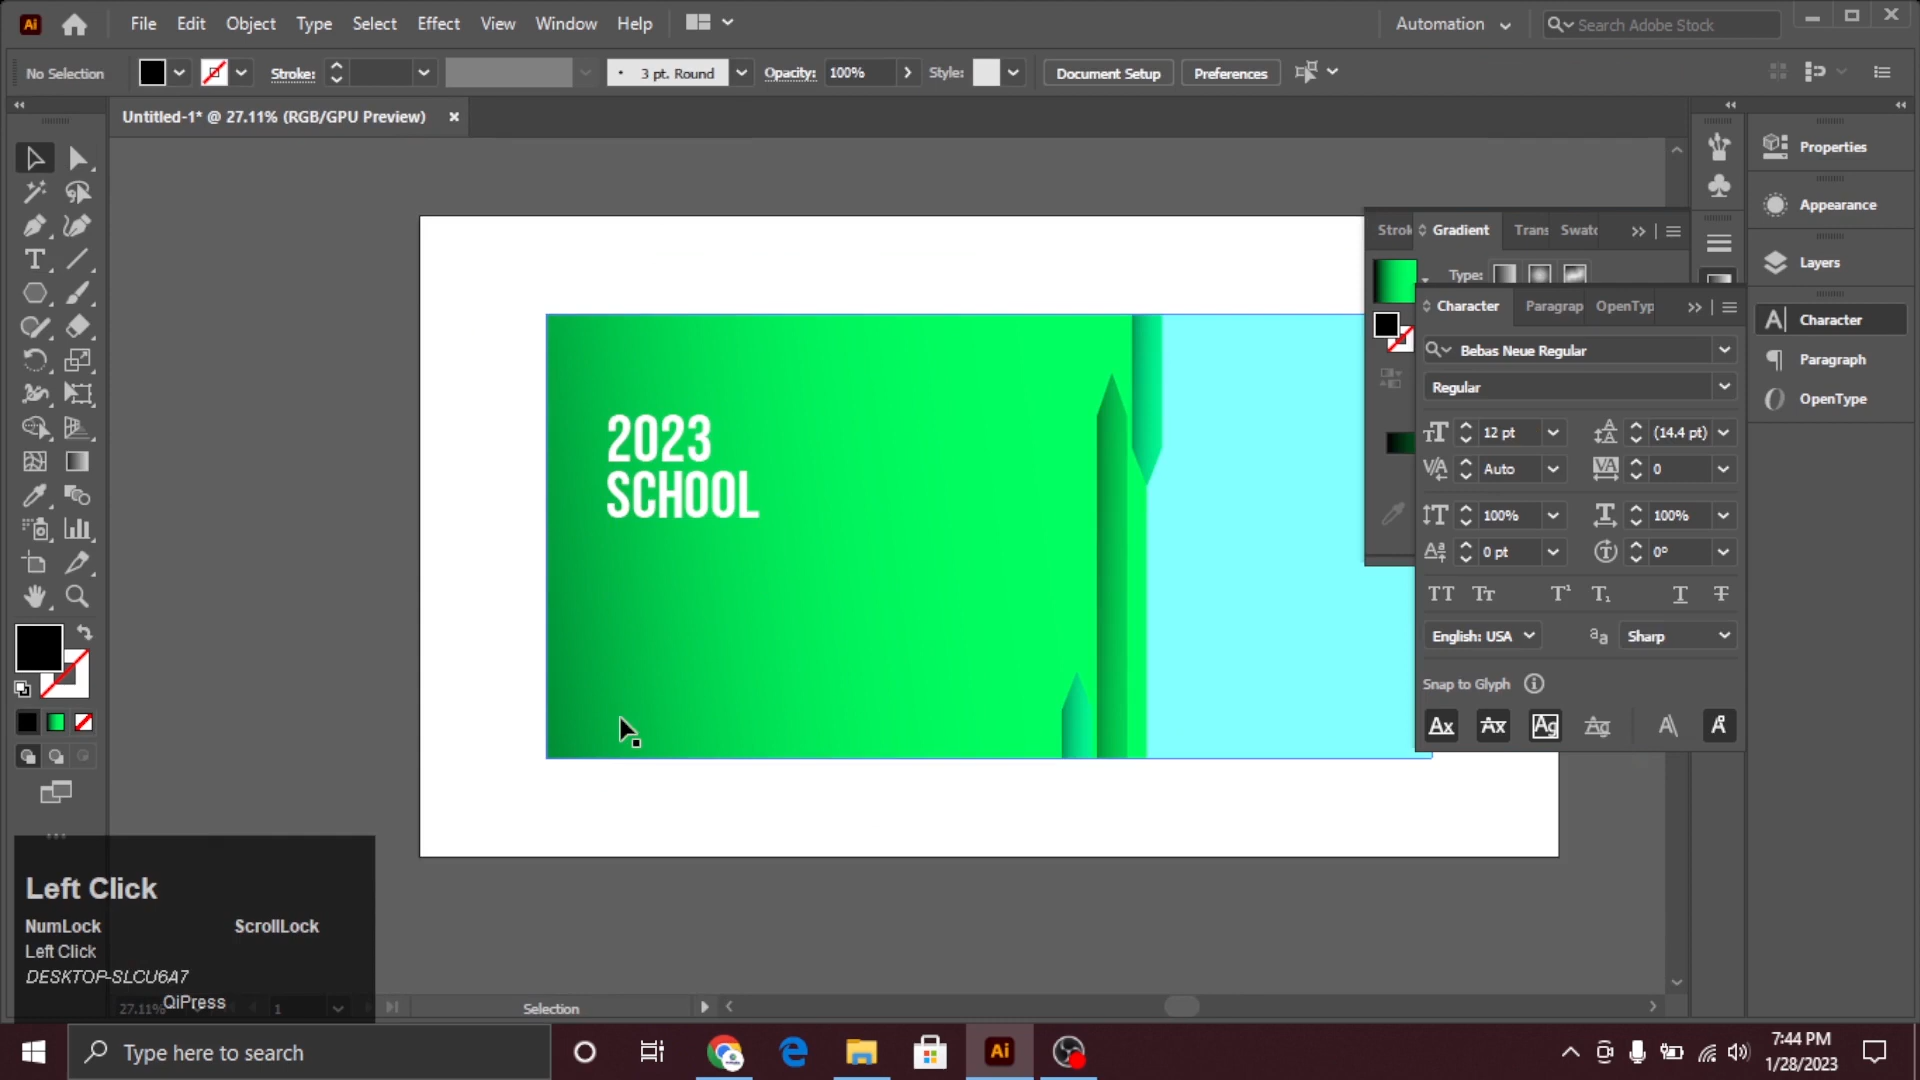 Ai
File Edit Object Type Select Effect View Window Help
Automation
Search Adobe Stock
No Selection
Stroke:
3 pt. Round
Opacity: 100%
Style:
Document Setup
Preferences
Untitled-1* @ 27.11% (RGB/GPU Preview) ×
Properties
Appearance
Layers
Character
Paragraph
OpenType
Strok Gradient Trans Swatc
Type:
Character Paragrap OpenTyp
Bebas Neue Regular
Regular
12 pt (14.4 pt)
Auto 0
100% 100%
0 pt 0°
English: USA
Sharp
Snap to Glyph
2023
SCHOOL
Left Click
NumLock ScrollLock
Left Click
DESKTOP-SLCU6A7
QiPress
27.11% 1 Selection
Type here to search
Ai
7:44 PM
1/28/2023